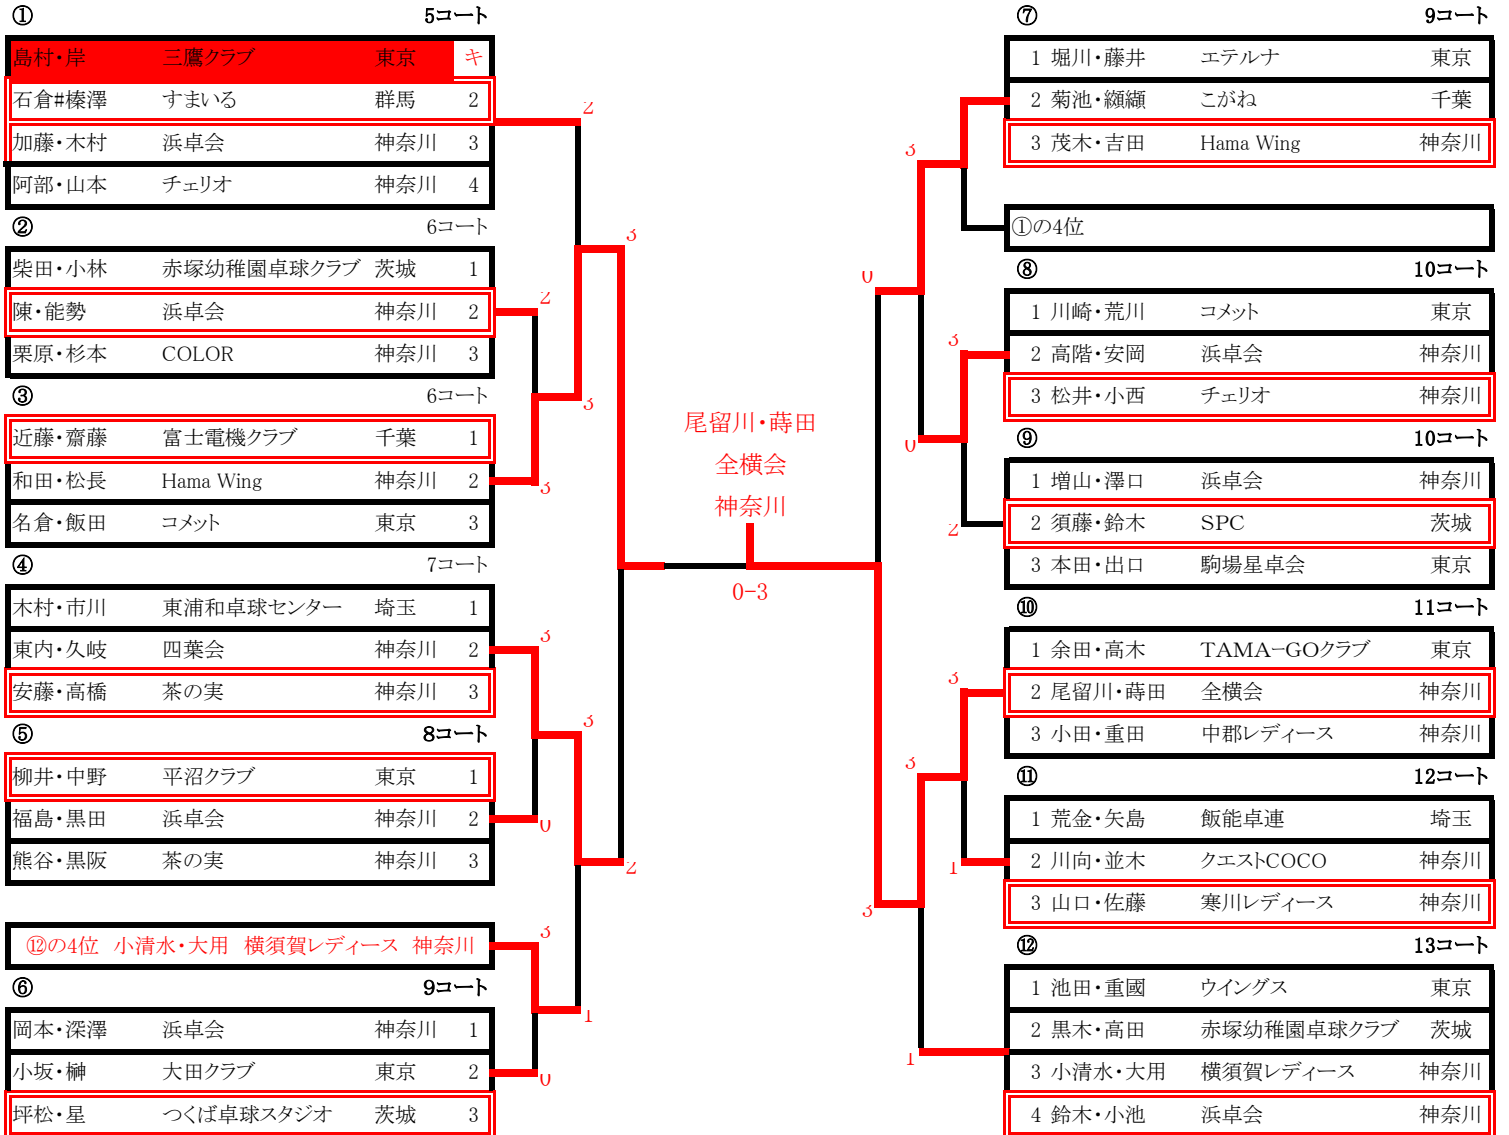 ① 5コート
島村・岸 三鷹クラブ 東京 キ
石倉#榛澤 すまいる 群馬 2
加藤・木村 浜卓会 神奈川 3
阿部・山本 チェリオ 神奈川 4
② 6コート
柴田・小林 赤塚幼稚園卓球クラブ 茨城 1
陳・能勢 浜卓会 神奈川 2
栗原・杉本 COLOR 神奈川 3
③ 6コート
近藤・齋藤 富士電機クラブ 千葉 1
和田・松長 Hama Wing 神奈川 2
名倉・飯田 コメット 東京 3
④ 7コート
木村・市川 東浦和卓球センター 埼玉 1
東内・久岐 四葉会 神奈川 2
安藤・高橋 茶の実 神奈川 3
⑤ 8コート
柳井・中野 平沼クラブ 東京 1
福島・黒田 浜卓会 神奈川 2
熊谷・黒阪 茶の実 神奈川 3
⑫の4位 小清水・大用 横須賀レディース 神奈川
⑥ 9コート
岡本・深澤 浜卓会 神奈川 1
小坂・榊 大田クラブ 東京 2
坪松・星 つくば卓球スタジオ 茨城 3
2
3
2
3
3
3
3
0
2
3
1
0
尾留川・蒔田
全横会
神奈川
0-3
3
0
3
0
2
3
3
1
3
1
⑦ 9コート
1 堀川・藤井 エテルナ 東京
2 菊池・纐纈 こがね 千葉
3 茂木・吉田 Hama Wing 神奈川
①の4位
⑧ 10コート
1 川崎・荒川 コメット 東京
2 高階・安岡 浜卓会 神奈川
3 松井・小西 チェリオ 神奈川
⑨ 10コート
1 増山・澤口 浜卓会 神奈川
2 須藤・鈴木 SPC 茨城
3 本田・出口 駒場星卓会 東京
⑩ 11コート
1 余田・高木 TAMA-GOクラブ 東京
2 尾留川・蒔田 全横会 神奈川
3 小田・重田 中郡レディース 神奈川
⑪ 12コート
1 荒金・矢島 飯能卓連 埼玉
2 川向・並木 クエストCOCO 神奈川
3 山口・佐藤 寒川レディース 神奈川
⑫ 13コート
1 池田・重國 ウイングス 東京
2 黒木・高田 赤塚幼稚園卓球クラブ 茨城
3 小清水・大用 横須賀レディース 神奈川
4 鈴木・小池 浜卓会 神奈川